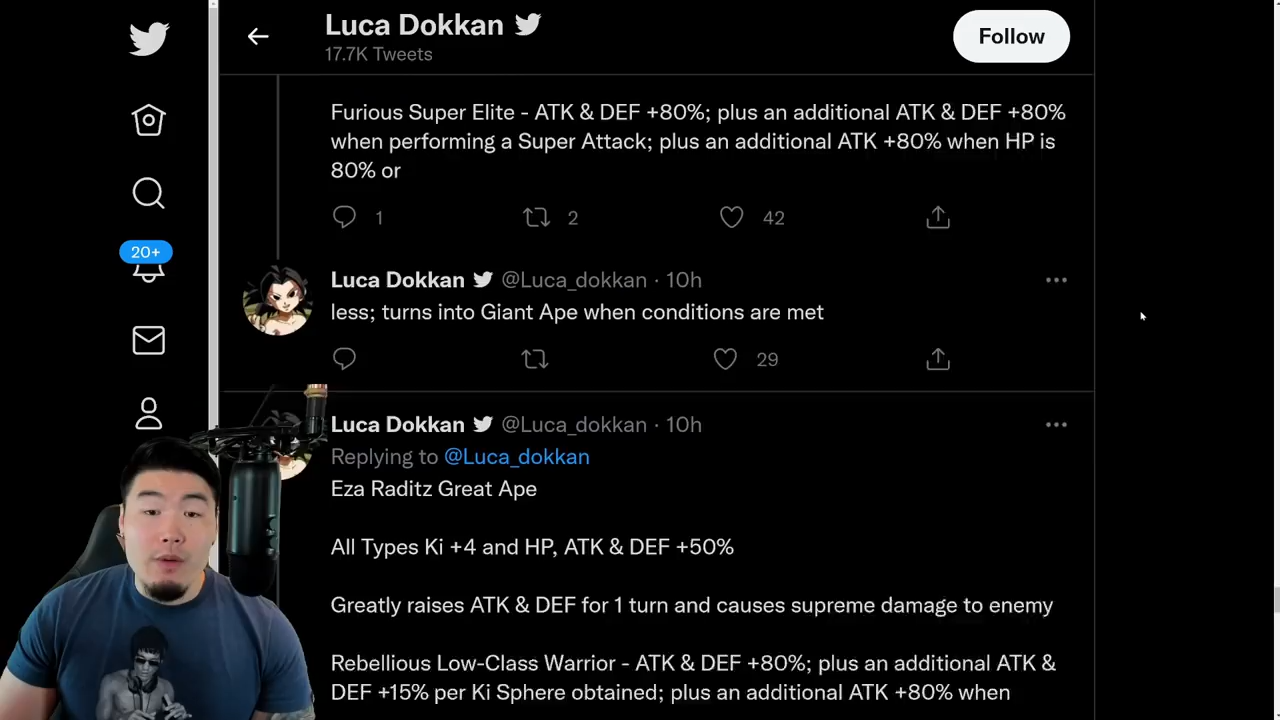 Luca Dokkan
17.7K Tweets
Follow
Furious Super Elite - ATK & DEF +80%; plus an additional ATK & DEF +80%
when performing a Super Attack; plus an additional ATK +80% when HP is
80% or
1 2 42
20+
Luca Dokkan @Luca_dokkan · 10h
less; turns into Giant Ape when conditions are met
29
Luca Dokkan @Luca_dokkan · 10h
Replying to @Luca_dokkan
Eza Raditz Great Ape
All Types Ki +4 and HP, ATK & DEF +50%
Greatly raises ATK & DEF for 1 turn and causes supreme damage to enemy
Rebellious Low-Class Warrior - ATK & DEF +80%; plus an additional ATK &
DEF +15% per Ki Sphere obtained; plus an additional ATK +80% when